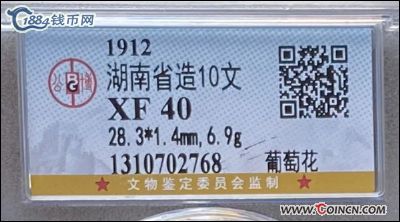 1884钱币网
1912
湖南省造10文
XF 40
28.3*1.4mm,6.9g
1310702768 葡萄花
文物鉴定委员会监制
www.COINCN.com